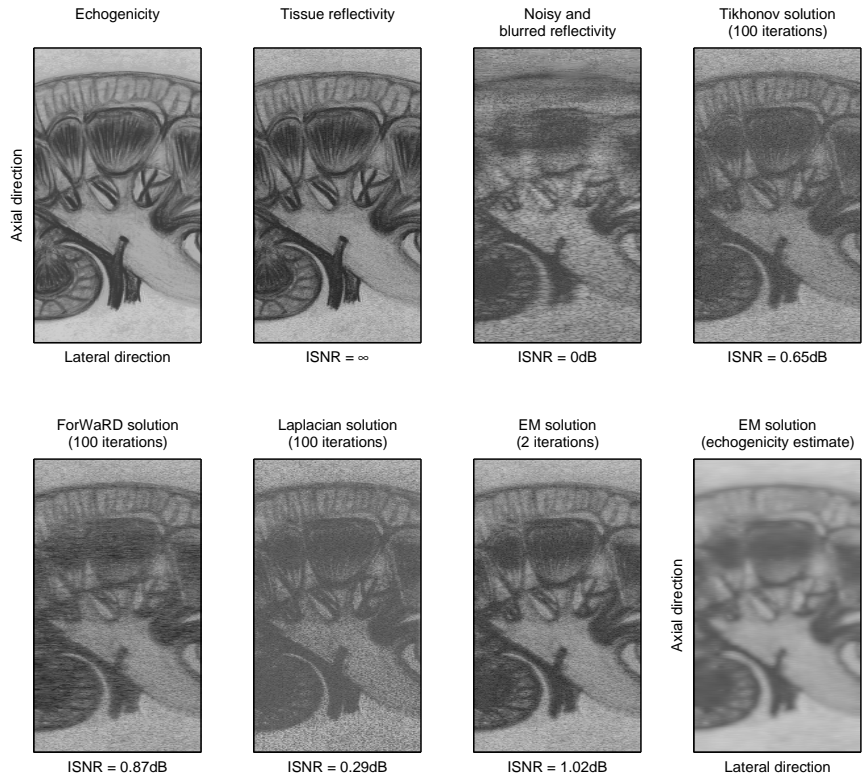 Echogenicity
Tissue reflectivity
Noisy and
blurred reflectivity
Tikhonov solution
(100 iterations)
Axial direction
Lateral direction
ISNR = ∞
ISNR = 0dB
ISNR = 0.65dB
ForWaRD solution
(100 iterations)
Laplacian solution
(100 iterations)
EM solution
(2 iterations)
EM solution
(echogenicity estimate)
Axial direction
ISNR = 0.87dB
ISNR = 0.29dB
ISNR = 1.02dB
Lateral direction